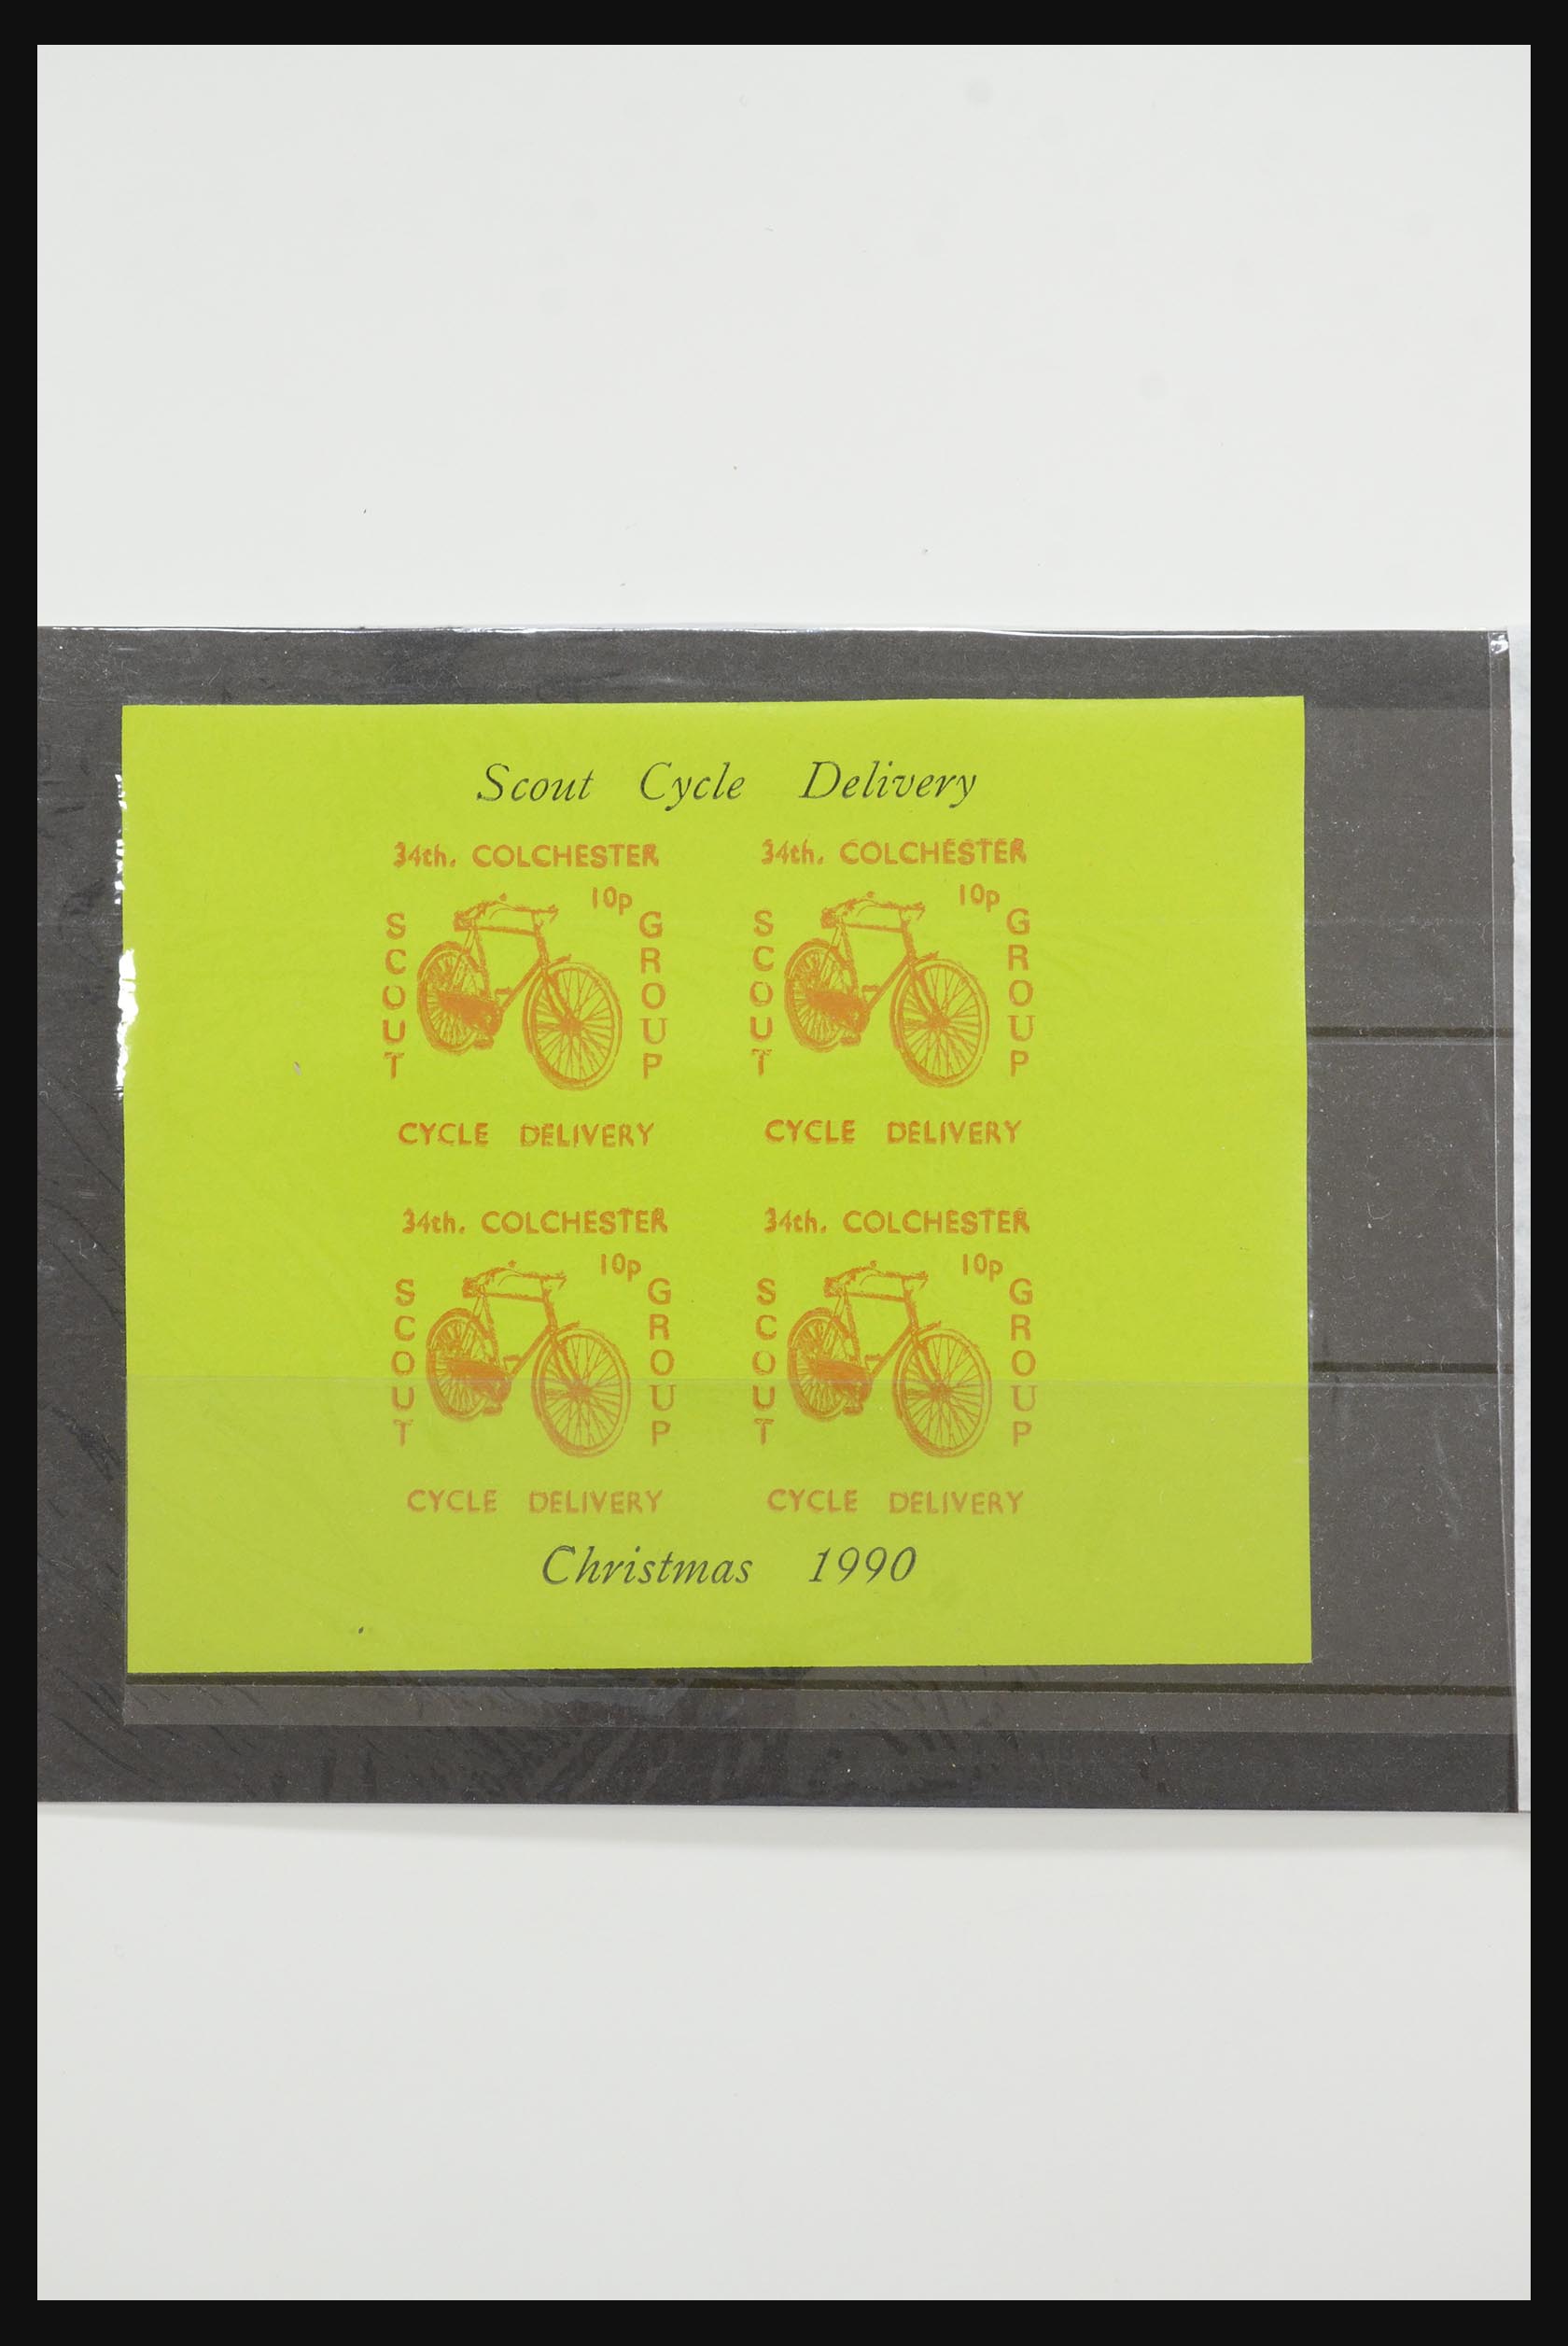 Scout Cycle Delivery
34th. COLCHESTER
10p
SCOUT
GROUP
CYCLE DELIVERY
34th. COLCHESTER
10p
SCOUT
GROUP
CYCLE DELIVERY
34th. COLCHESTER
10p
SCOUT
GROUP
CYCLE DELIVERY
34th. COLCHESTER
10p
SCOUT
GROUP
CYCLE DELIVERY
Christmas 1990